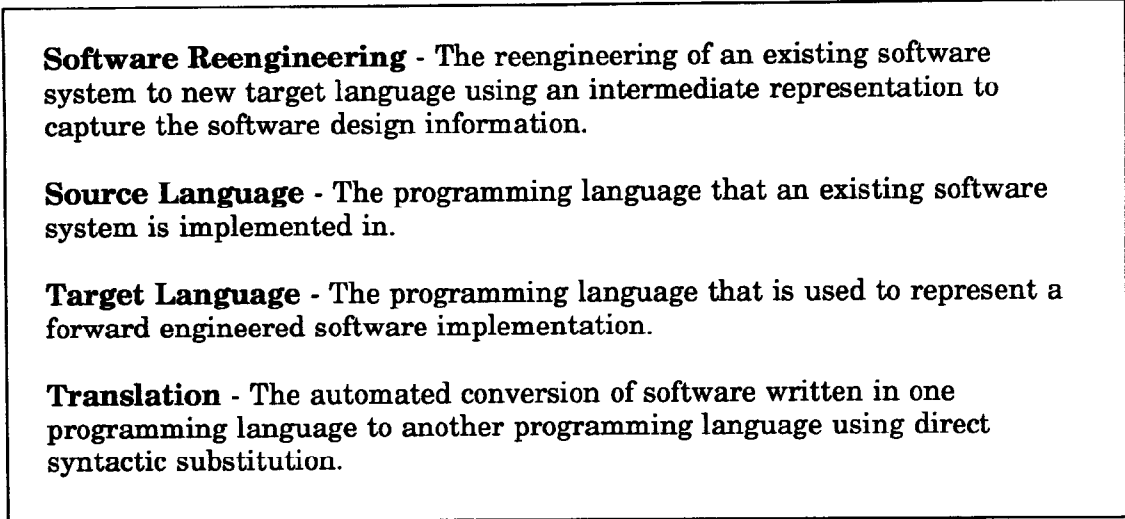 Software Reengineering - The reengineering of an existing software
system to new target language using an intermediate representation to
capture the software design information.
Source Language - The programming language that an existing software
system is implemented in.
Target Language - The programming language that is used to represent a
forward engineered software implementation.
Translation - The automated conversion of software written in one
programming language to another programming language using direct
syntactic substitution.